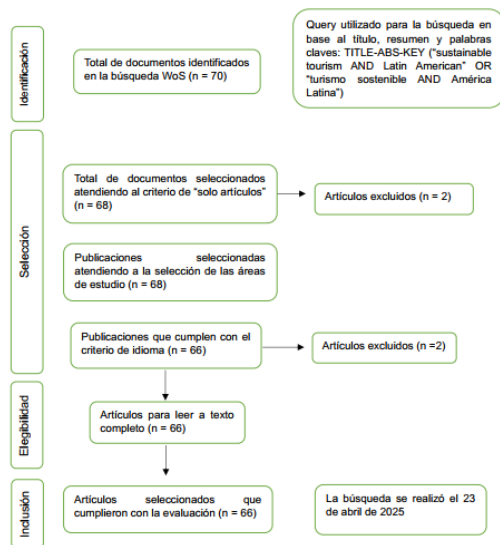 Identificación
Total de documentos identificados
en la búsqueda WoS (n = 70)
Query utilizado para la búsqueda en
base al título, resumen y palabras
claves: TITLE-ABS-KEY (“sustainable
tourism AND Latin American” OR
“turismo sostenible AND América
Latina”)
Selección
Total de documentos seleccionados
atendiendo al criterio de “solo artículos”
(n = 68)
Artículos excluidos (n = 2)
Publicaciones seleccionadas
atendiendo a la selección de las áreas
de estudio (n = 68)
Publicaciones que cumplen con el
criterio de idioma (n = 66)
Artículos excluidos (n =2)
Elegibilidad
Artículos para leer a texto
completo (n = 66)
Inclusión
Artículos seleccionados que
cumplieron con la evaluación (n = 66)
La búsqueda se realizó el 23
de abril de 2025